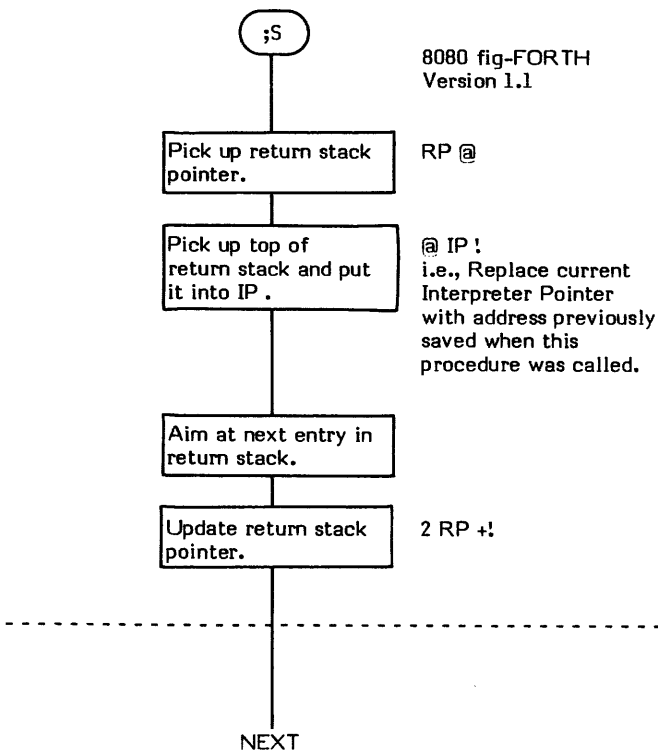 ;S
8080 fig-FORTH
Version 1.1
Pick up return stack
pointer.
RP @
Pick up top of
return stack and put
it into IP .
@ IP !
i.e., Replace current
Interpreter Pointer
with address previously
saved when this
procedure was called.
Aim at next entry in
return stack.
Update return stack
pointer.
2 RP +!
NEXT